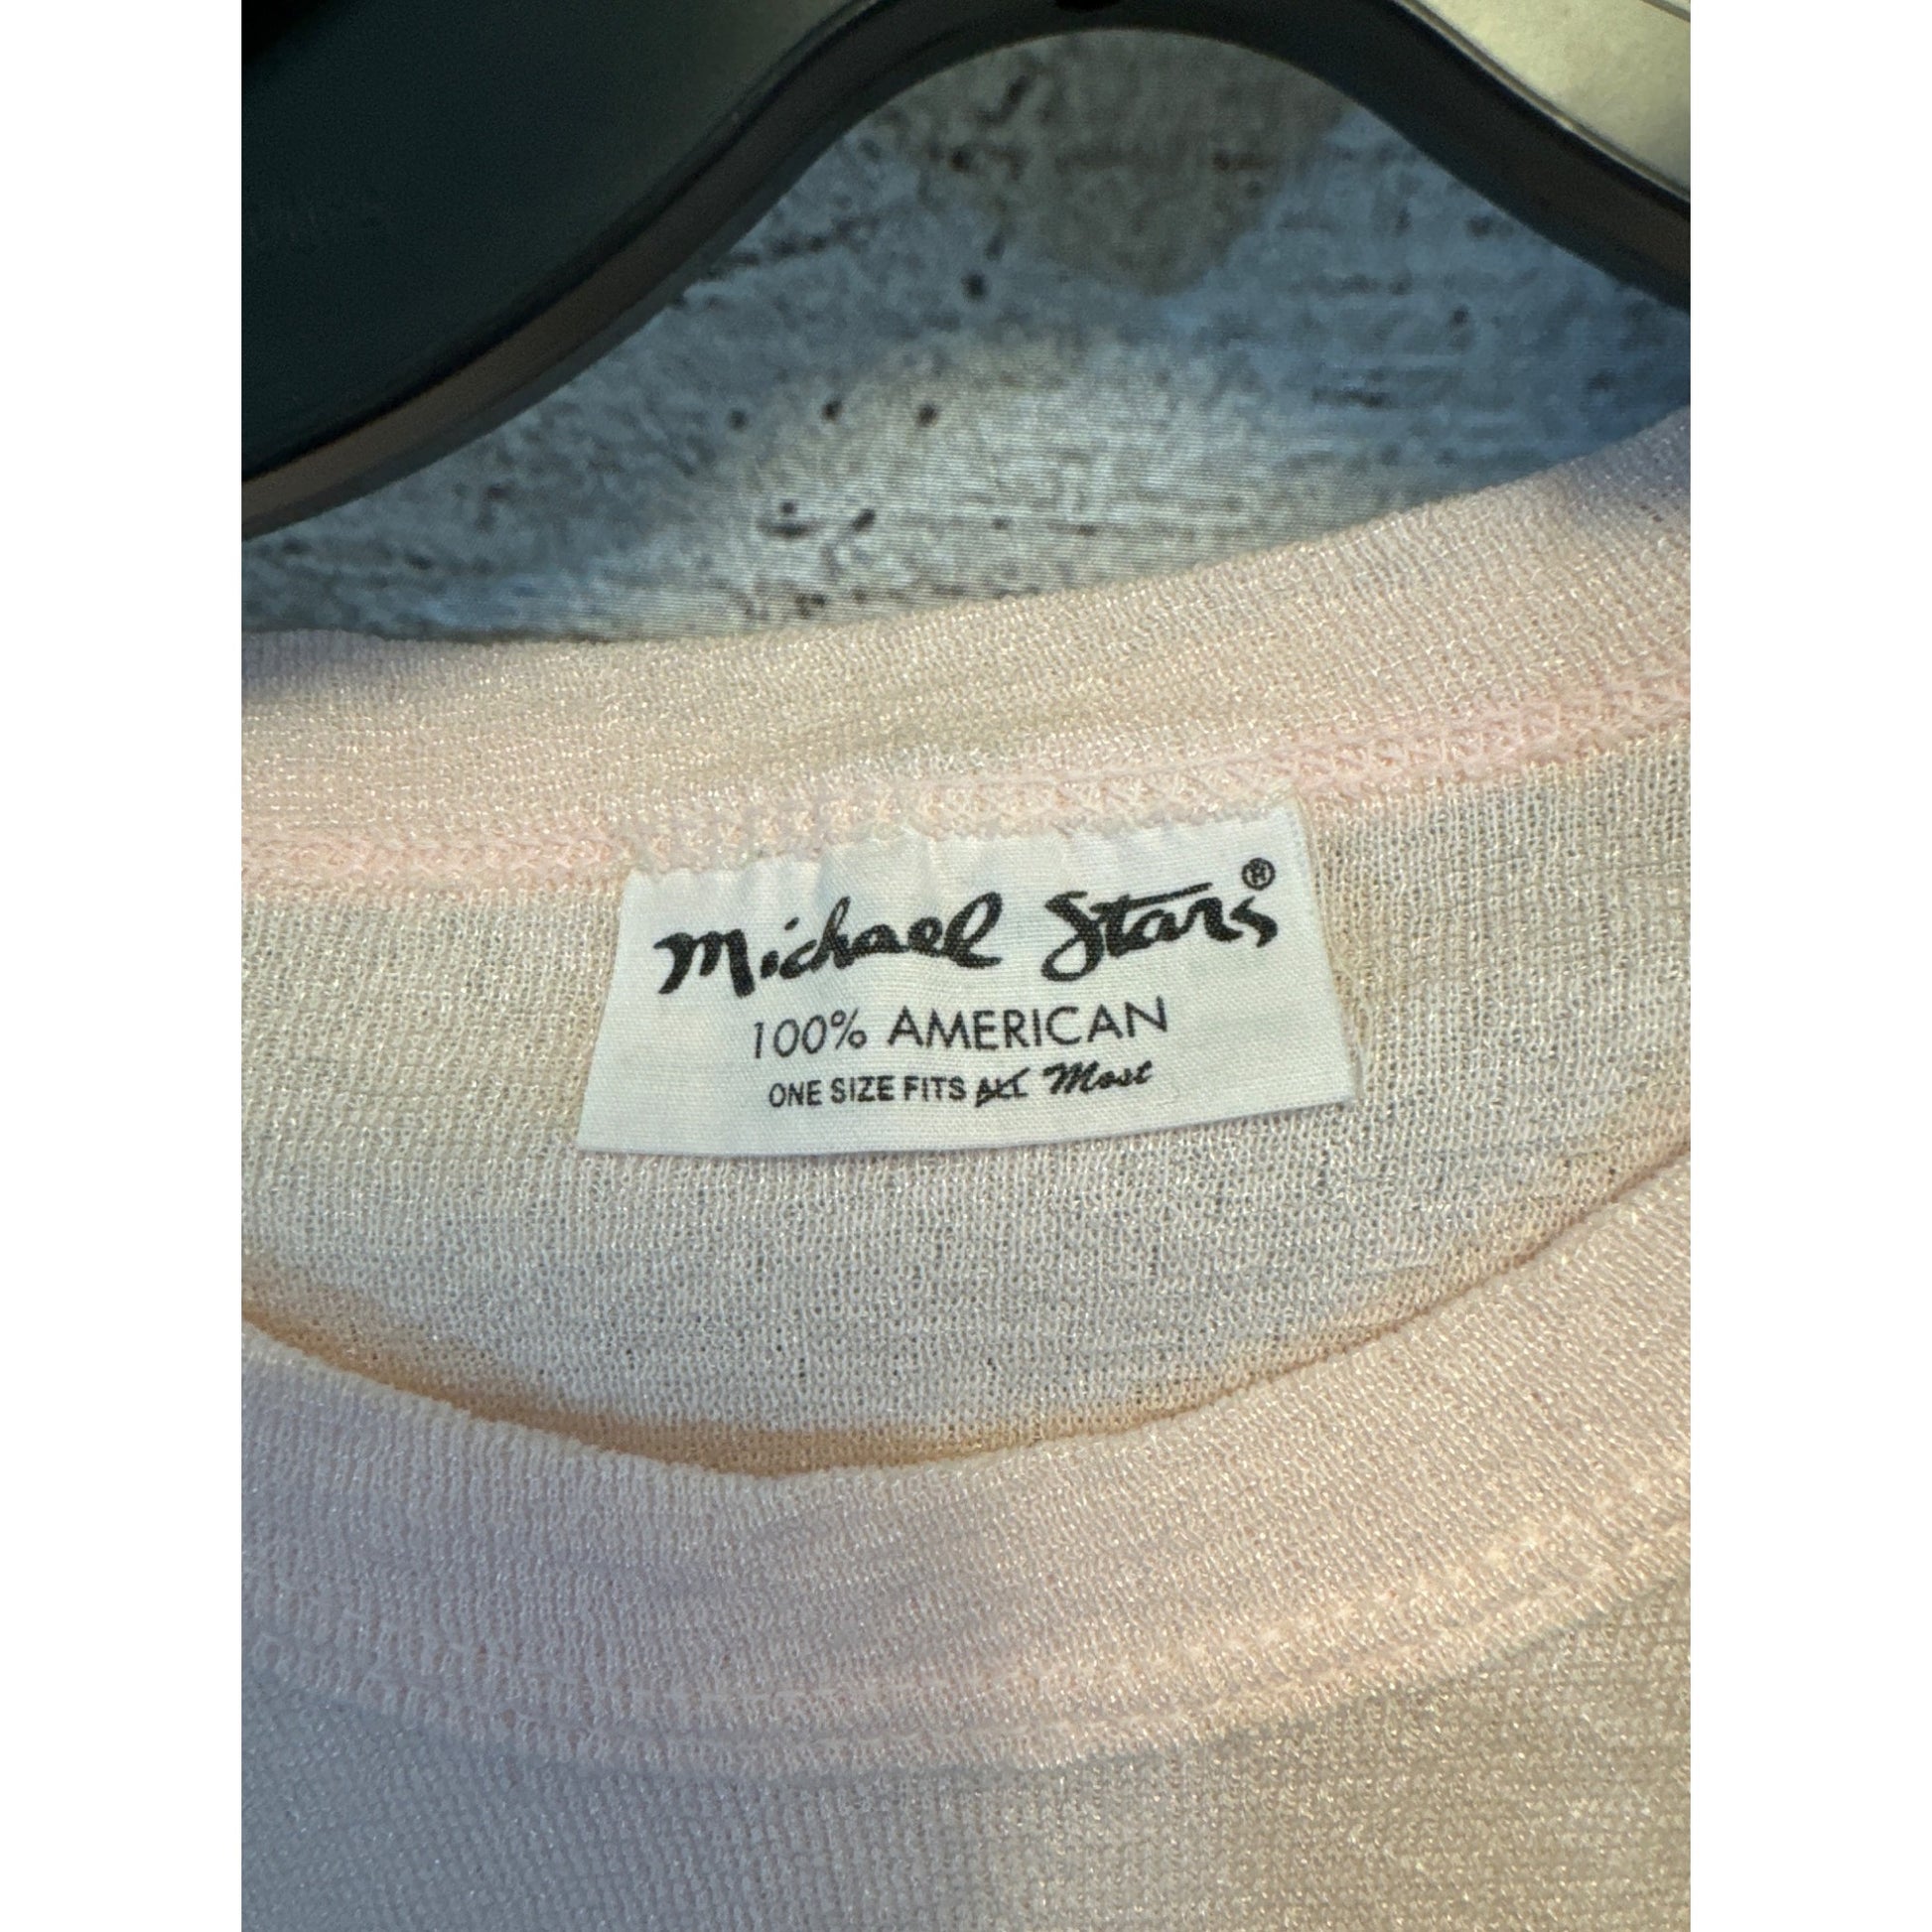 Michael Stars®
100% AMERICAN
ONE SIZE FITS ALL Most